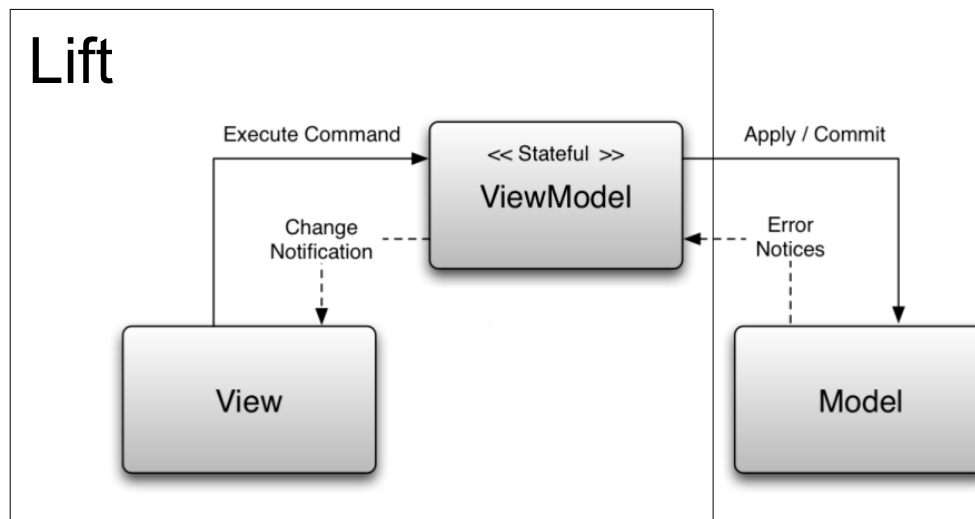 Lift
Execute Command
<< Stateful >>
ViewModel
Apply / Commit
Change
Notification
Error
Notices
View
Model